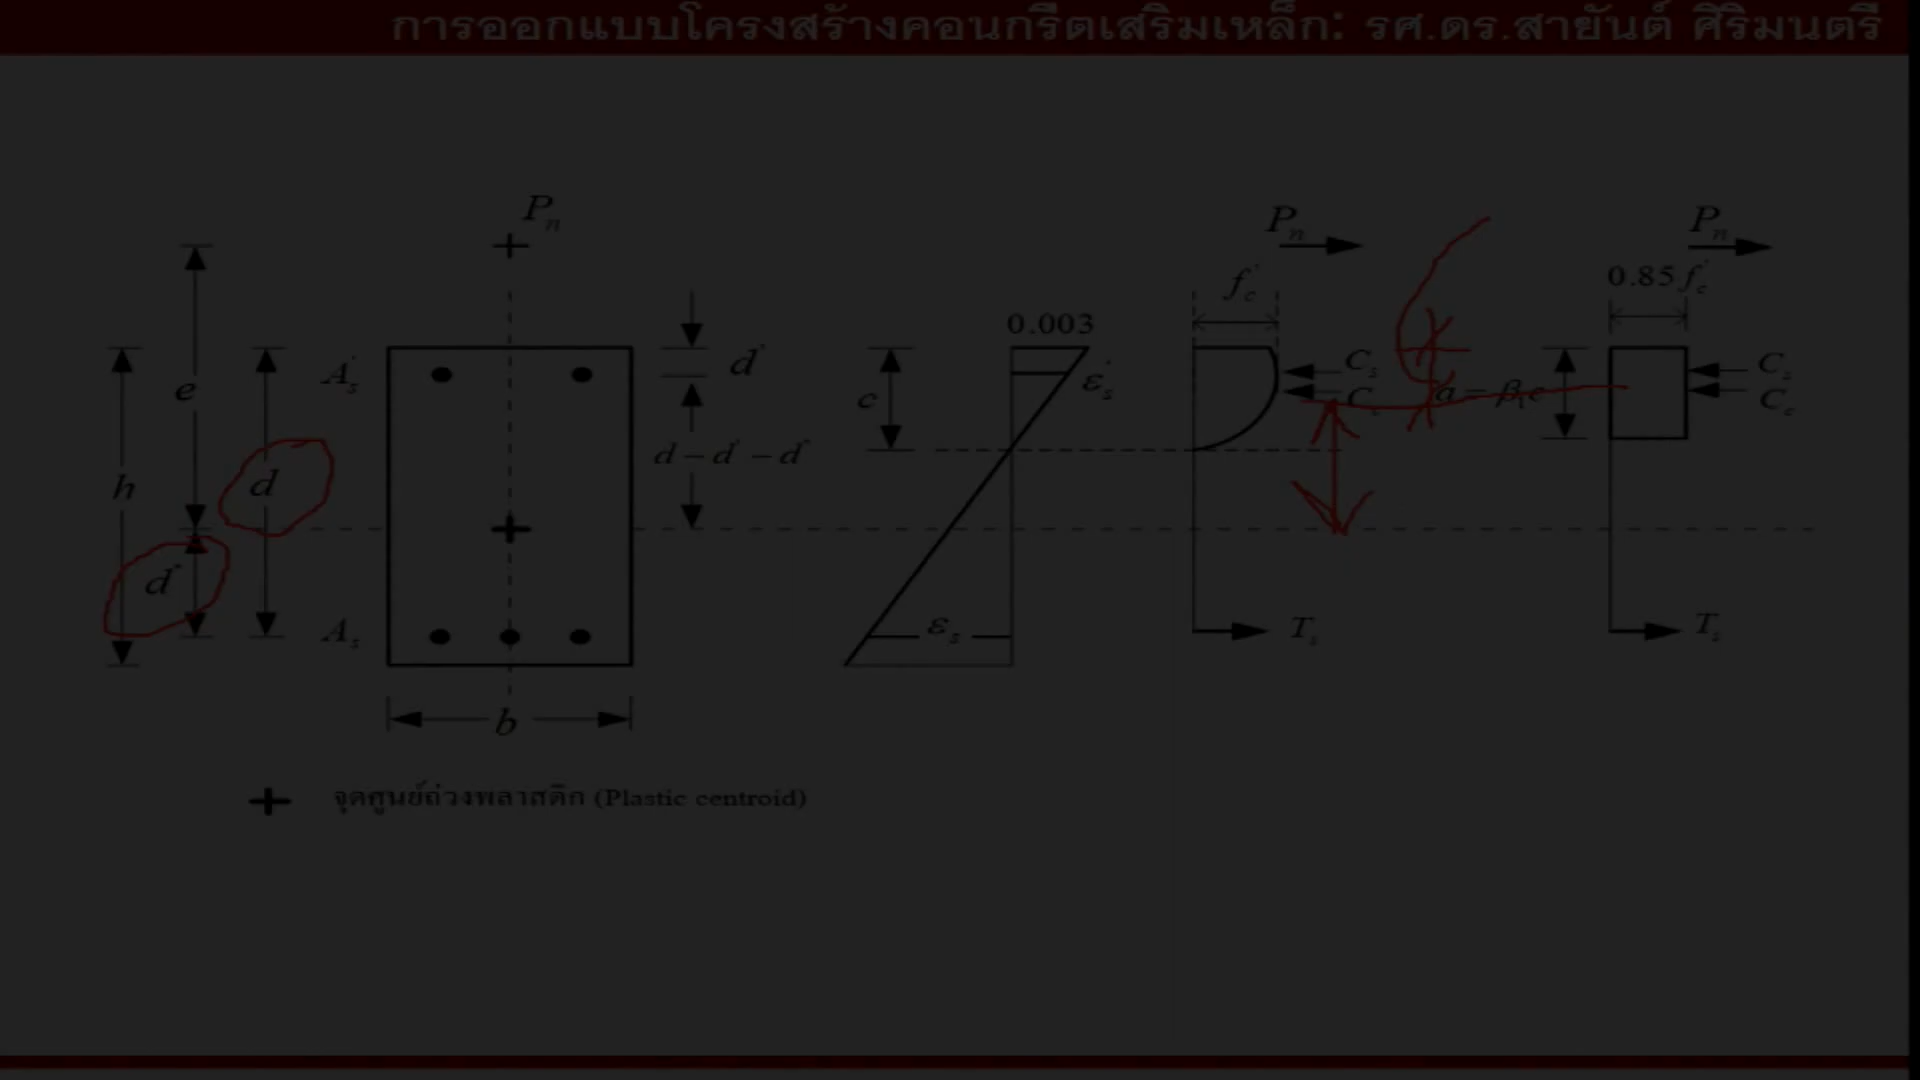 การออกแบบโครงสร้างคอนกรีตเสริมเหล็ก: รศ.ดร.สายันต์ ศิริมนตรี
Pₙ
Pₙ
Pₙ
f'c
0.85 f'c
0.003
e
A's
d'
c
ε's
Cs
Cc
a = β₁c
Cs
Cc
h
d
d − d' − d"
d"
As
εs
Ts
Ts
b
จุดศูนย์ถ่วงพลาสติก (Plastic centroid)